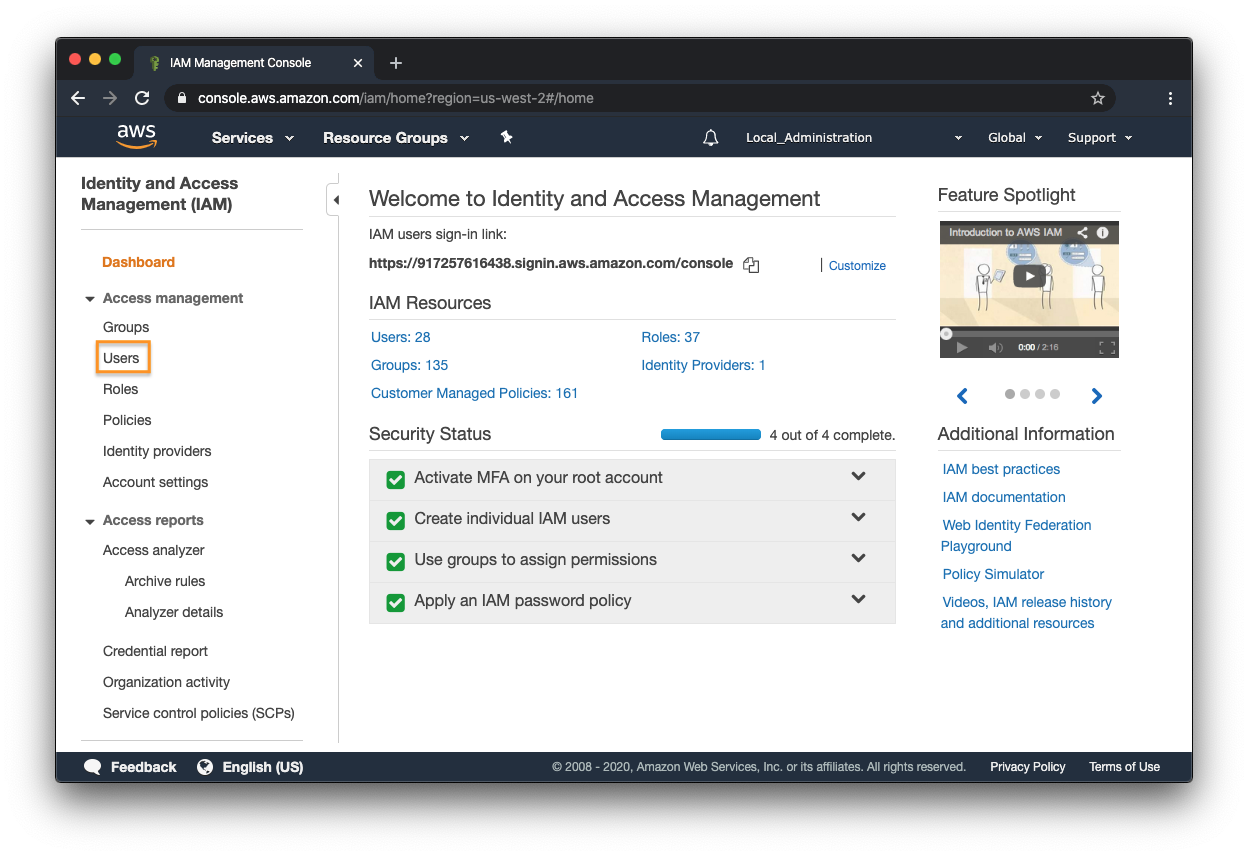 IAM Management Console
console.aws.amazon.com/iam/home?region=us-west-2#/home
aws
Services
Resource Groups
Local_Administration
Global
Support
Identity and Access
Management (IAM)
Dashboard
Access management
Groups
Users
Roles
Policies
Identity providers
Account settings
Access reports
Access analyzer
Archive rules
Analyzer details
Credential report
Organization activity
Service control policies (SCPs)
Welcome to Identity and Access Management
IAM users sign-in link:
https://917257616438.signin.aws.amazon.com/console
| Customize
IAM Resources
Users: 28
Roles: 37
Groups: 135
Identity Providers: 1
Customer Managed Policies: 161
Security Status
4 out of 4 complete.
Activate MFA on your root account
Create individual IAM users
Use groups to assign permissions
Apply an IAM password policy
Feature Spotlight
Introduction to AWS IAM
0:00 / 2:16
Additional Information
IAM best practices
IAM documentation
Web Identity Federation
Playground
Policy Simulator
Videos, IAM release history
and additional resources
Feedback
English (US)
© 2008 - 2020, Amazon Web Services, Inc. or its affiliates. All rights reserved.
Privacy Policy
Terms of Use